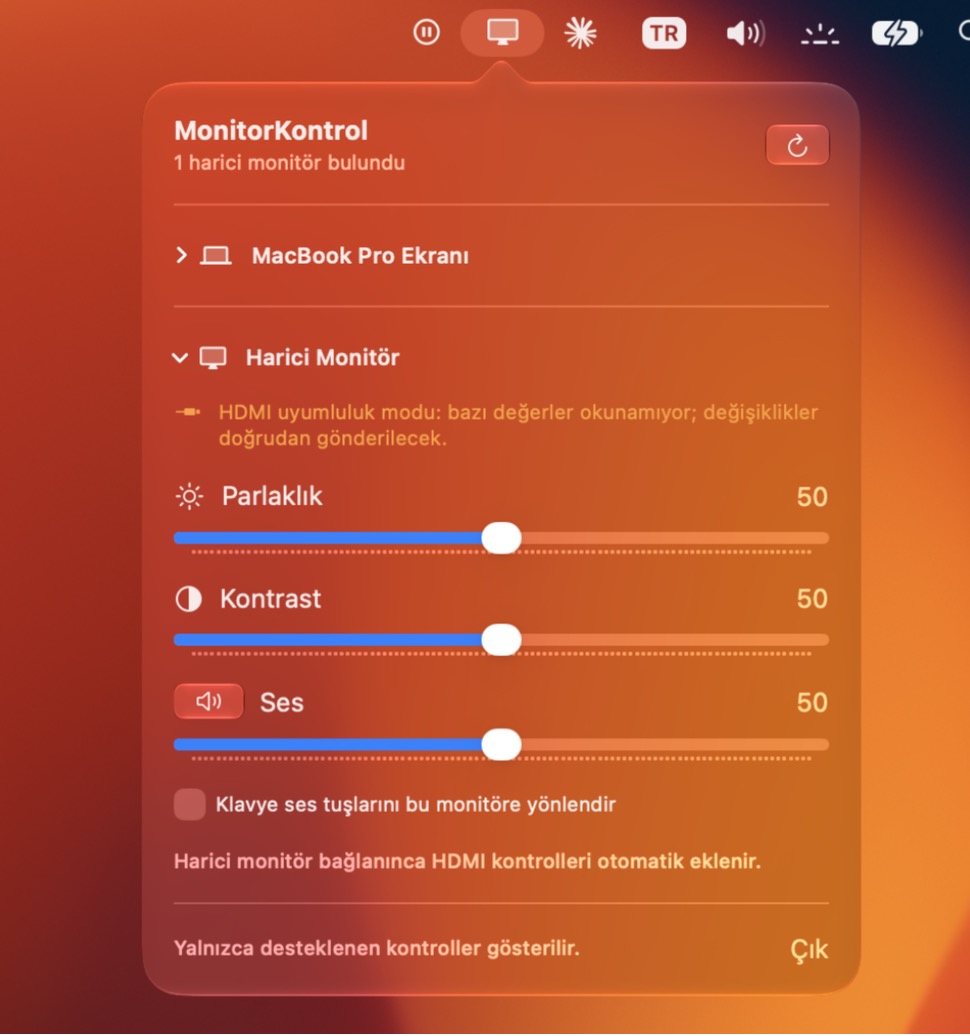 TR
MonitorKontrol
1 harici monitör bulundu
MacBook Pro Ekranı
Harici Monitör
HDMI uyumluluk modu: bazı değerler okunamıyor; değişiklikler
doğrudan gönderilecek.
Parlaklık 50
Kontrast 50
Ses 50
Klavye ses tuşlarını bu monitöre yönlendir
Harici monitör bağlanınca HDMI kontrolleri otomatik eklenir.
Yalnızca desteklenen kontroller gösterilir. Çık